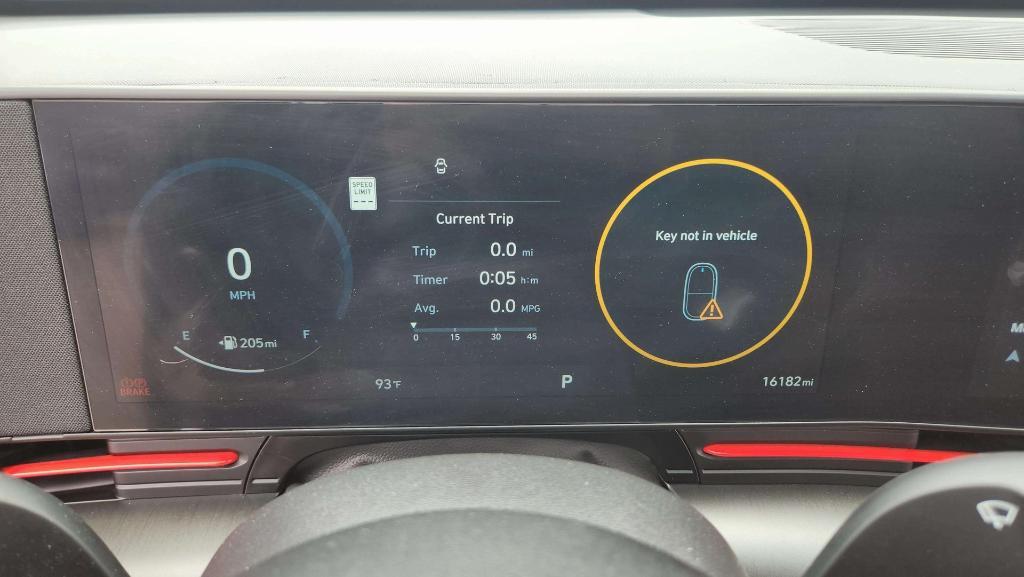 SPEED
LIMIT
---
Current Trip
Trip 0.0 mi
Timer 0:05 h:m
Avg. 0.0 MPG
0 15 30 45
0
MPH
E F
205mi
BRAKE
93°F
P
Key not in vehicle
16182mi